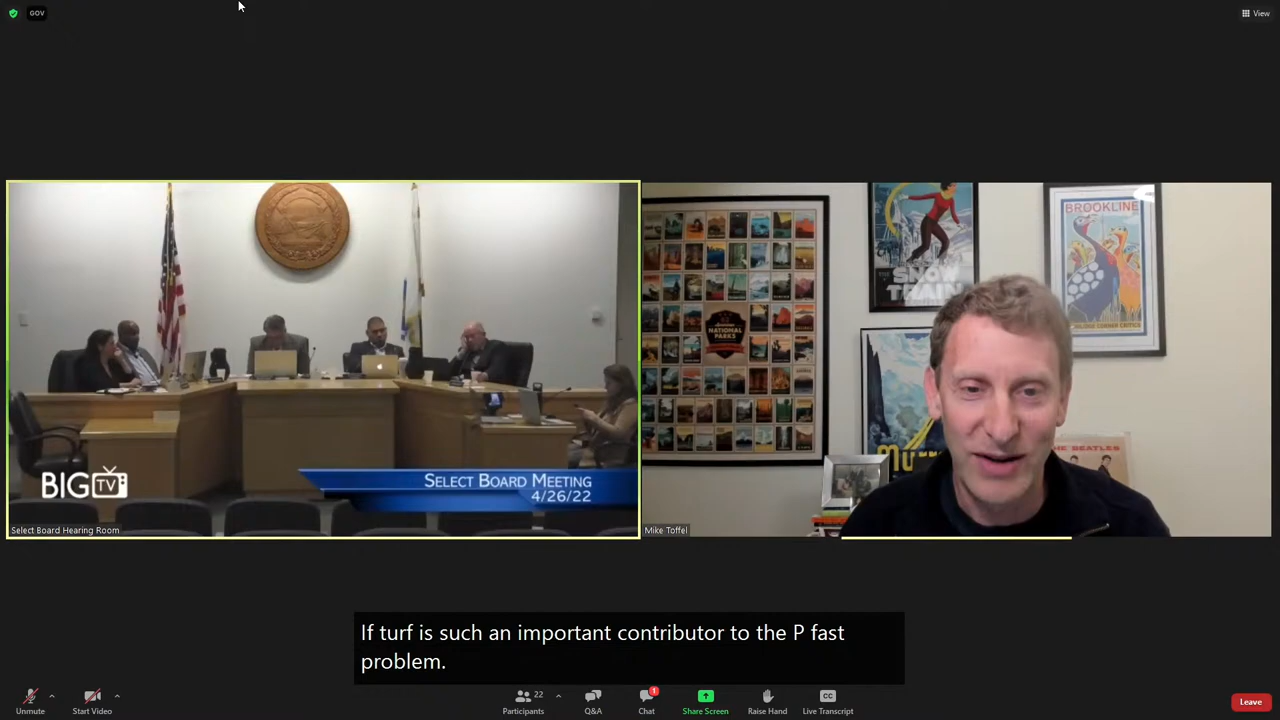 GOV
View
BIG TV
SELECT BOARD MEETING
4/26/22
Select Board Hearing Room
NATIONAL
PARKS
SNOW
TRAIN
BROOKLINE
THE BEATLES
Mike Toffel
If turf is such an important contributor to the P fast
problem.
Unmute
Start Video
22
Participants
Q&A
1
Chat
Share Screen
Raise Hand
CC
Live Transcript
Leave